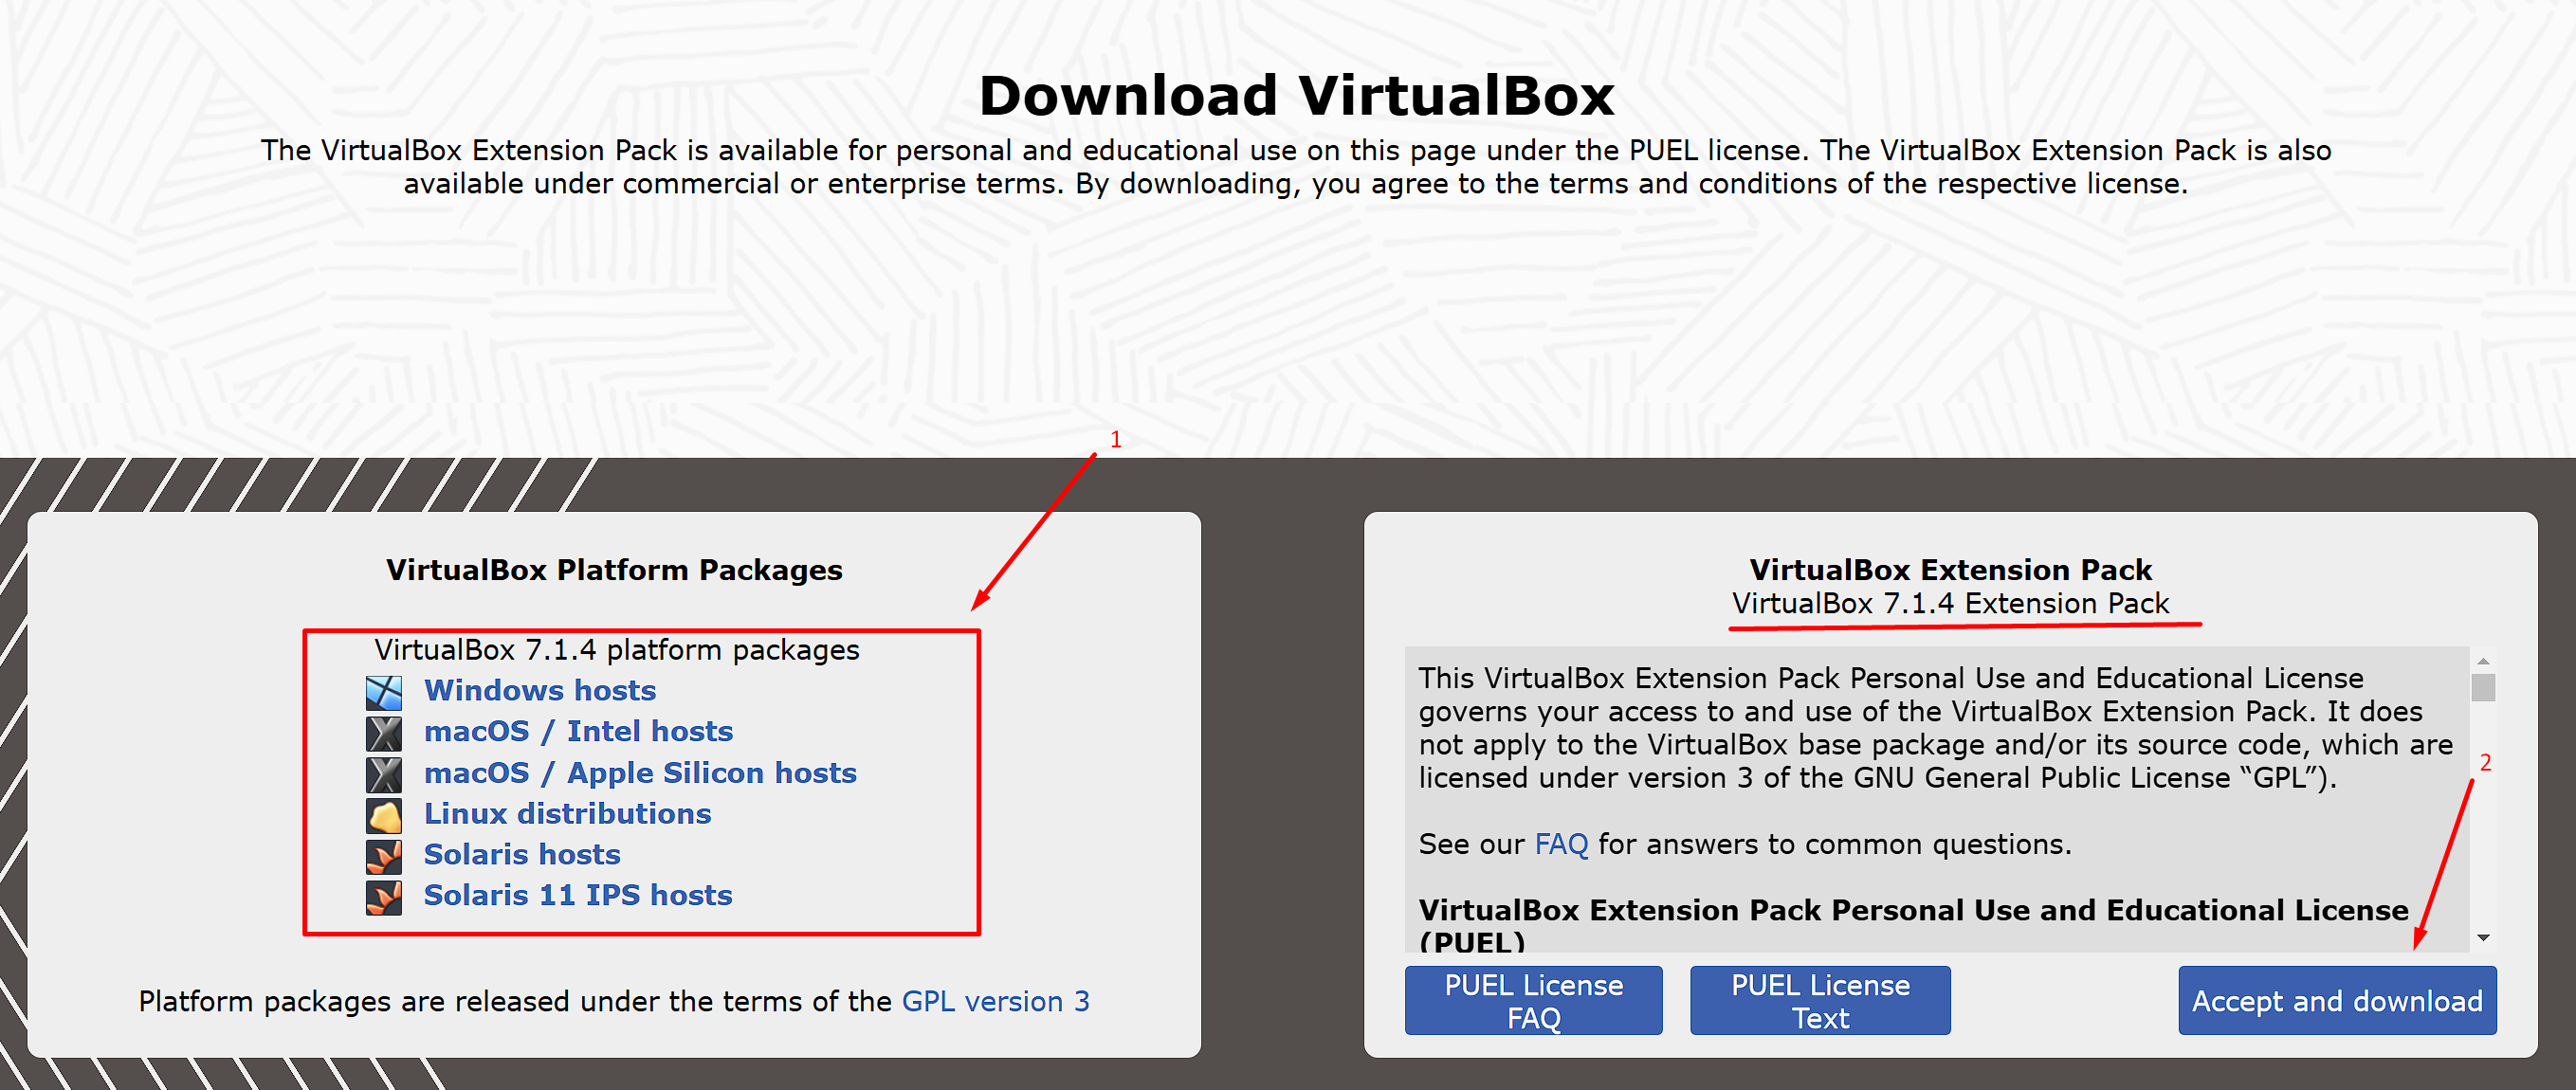 Download VirtualBox
The VirtualBox Extension Pack is available for personal and educational use on this page under the PUEL license. The VirtualBox Extension Pack is also
available under commercial or enterprise terms. By downloading, you agree to the terms and conditions of the respective license.
1
VirtualBox Platform Packages
VirtualBox 7.1.4 platform packages
Windows hosts
macOS / Intel hosts
macOS / Apple Silicon hosts
Linux distributions
Solaris hosts
Solaris 11 IPS hosts
Platform packages are released under the terms of the GPL version 3
VirtualBox Extension Pack
VirtualBox 7.1.4 Extension Pack
This VirtualBox Extension Pack Personal Use and Educational License
governs your access to and use of the VirtualBox Extension Pack. It does
not apply to the VirtualBox base package and/or its source code, which are
licensed under version 3 of the GNU General Public License “GPL”).
2
See our FAQ for answers to common questions.
VirtualBox Extension Pack Personal Use and Educational License
(PUEL)
PUEL License
FAQ
PUEL License
Text
Accept and download